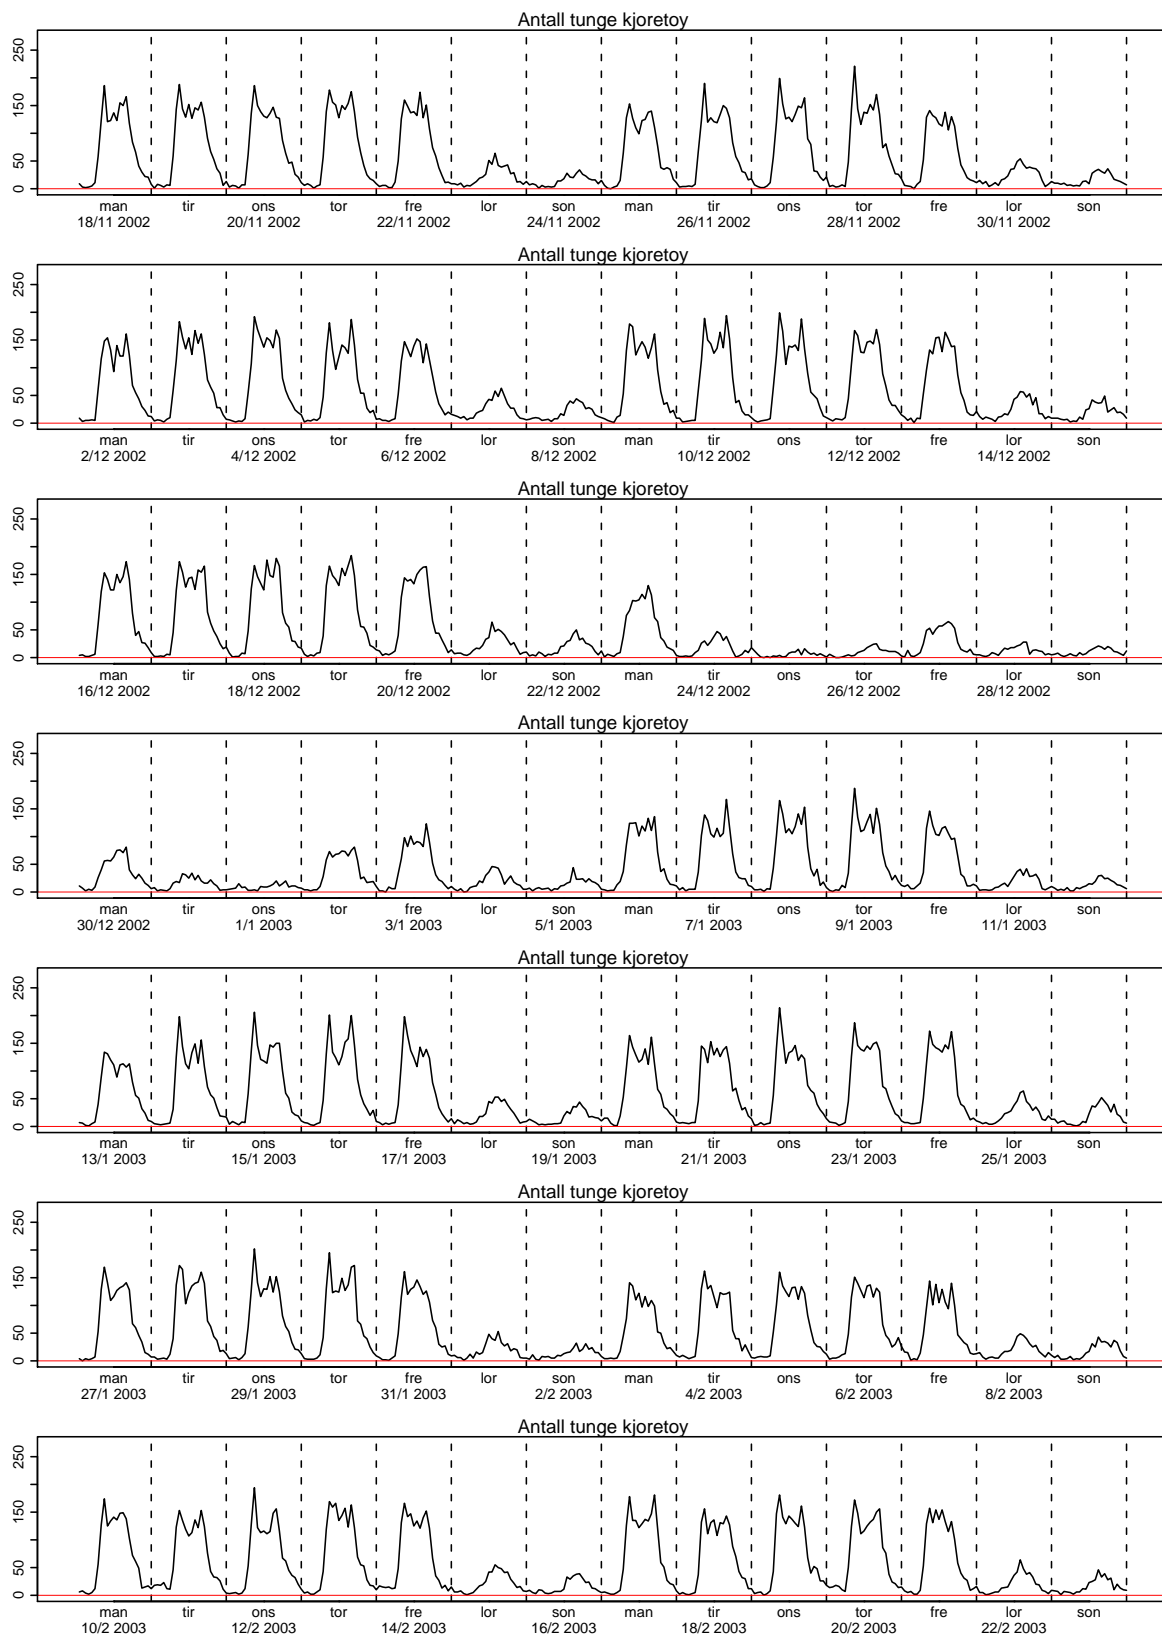 Antall tunge kjoretoy
250
150
50
0
man tir ons tor fre lor son man tir ons tor fre lor son
18/11 2002 20/11 2002 22/11 2002 24/11 2002 26/11 2002 28/11 2002 30/11 2002
Antall tunge kjoretoy
250
150
50
0
man tir ons tor fre lor son man tir ons tor fre lor son
2/12 2002 4/12 2002 6/12 2002 8/12 2002 10/12 2002 12/12 2002 14/12 2002
Antall tunge kjoretoy
250
150
50
0
man tir ons tor fre lor son man tir ons tor fre lor son
16/12 2002 18/12 2002 20/12 2002 22/12 2002 24/12 2002 26/12 2002 28/12 2002
Antall tunge kjoretoy
250
150
50
0
man tir ons tor fre lor son man tir ons tor fre lor son
30/12 2002 1/1 2003 3/1 2003 5/1 2003 7/1 2003 9/1 2003 11/1 2003
Antall tunge kjoretoy
250
150
50
0
man tir ons tor fre lor son man tir ons tor fre lor son
13/1 2003 15/1 2003 17/1 2003 19/1 2003 21/1 2003 23/1 2003 25/1 2003
Antall tunge kjoretoy
250
150
50
0
man tir ons tor fre lor son man tir ons tor fre lor son
27/1 2003 29/1 2003 31/1 2003 2/2 2003 4/2 2003 6/2 2003 8/2 2003
Antall tunge kjoretoy
250
150
50
0
man tir ons tor fre lor son man tir ons tor fre lor son
10/2 2003 12/2 2003 14/2 2003 16/2 2003 18/2 2003 20/2 2003 22/2 2003